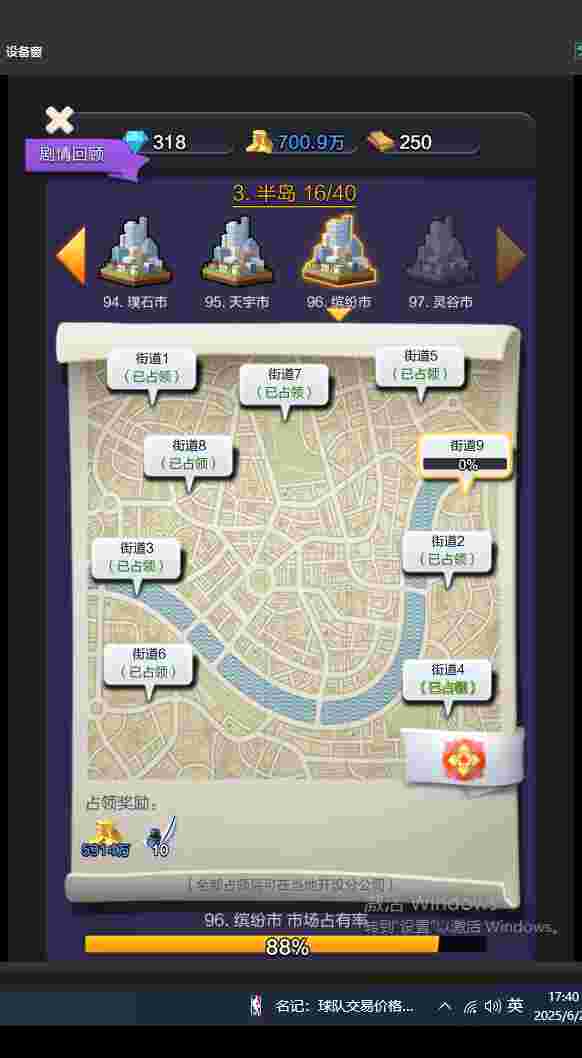 设备窗
318
700.9万
250
剧情回顾
3. 半岛 16/40
94. 璞石市
95. 天宇市
96. 缤纷市
97. 灵谷市
街道1
(已占领)
街道7
(已占领)
街道5
(已占领)
街道8
(已占领)
街道9
0%
街道3
(已占领)
街道2
(已占领)
街道6
(已占领)
街道4
(已占领)
占领奖励:
5914万
10
(全部占领后可在当地开设分公司)
激活 Windows
转到"设置"以激活 Windows。
96. 缤纷市 市场占有率
88%
名记：球队交易价格...
英
17:40
2025/6/2